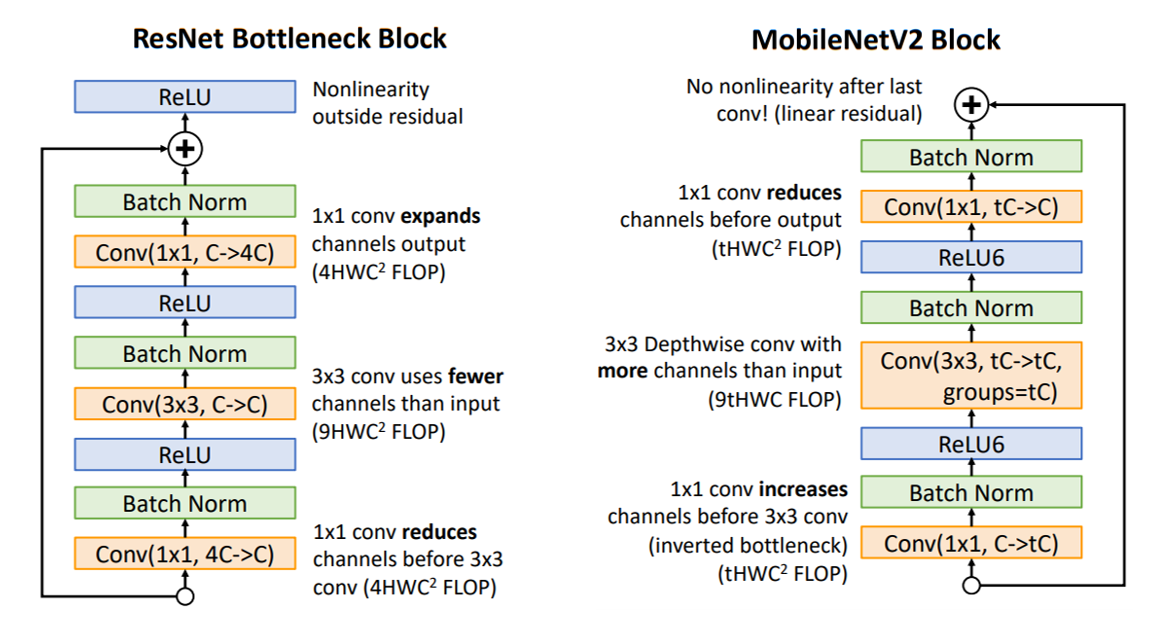 ResNet Bottleneck Block
ReLU
Nonlinearity
outside residual
+
Batch Norm
1x1 conv expands
channels output
(4HWC² FLOP)
Conv(1x1, C->4C)
ReLU
Batch Norm
3x3 conv uses fewer
channels than input
(9HWC² FLOP)
Conv(3x3, C->C)
ReLU
Batch Norm
1x1 conv reduces
channels before 3x3
conv (4HWC² FLOP)
Conv(1x1, 4C->C)
MobileNetV2 Block
No nonlinearity after last
conv! (linear residual)
+
Batch Norm
1x1 conv reduces
channels before output
(tHWC² FLOP)
Conv(1x1, tC->C)
ReLU6
Batch Norm
3x3 Depthwise conv with
more channels than input
(9tHWC FLOP)
Conv(3x3, tC->tC,
groups=tC)
ReLU6
1x1 conv increases
channels before 3x3 conv
(inverted bottleneck)
(tHWC² FLOP)
Batch Norm
Conv(1x1, C->tC)